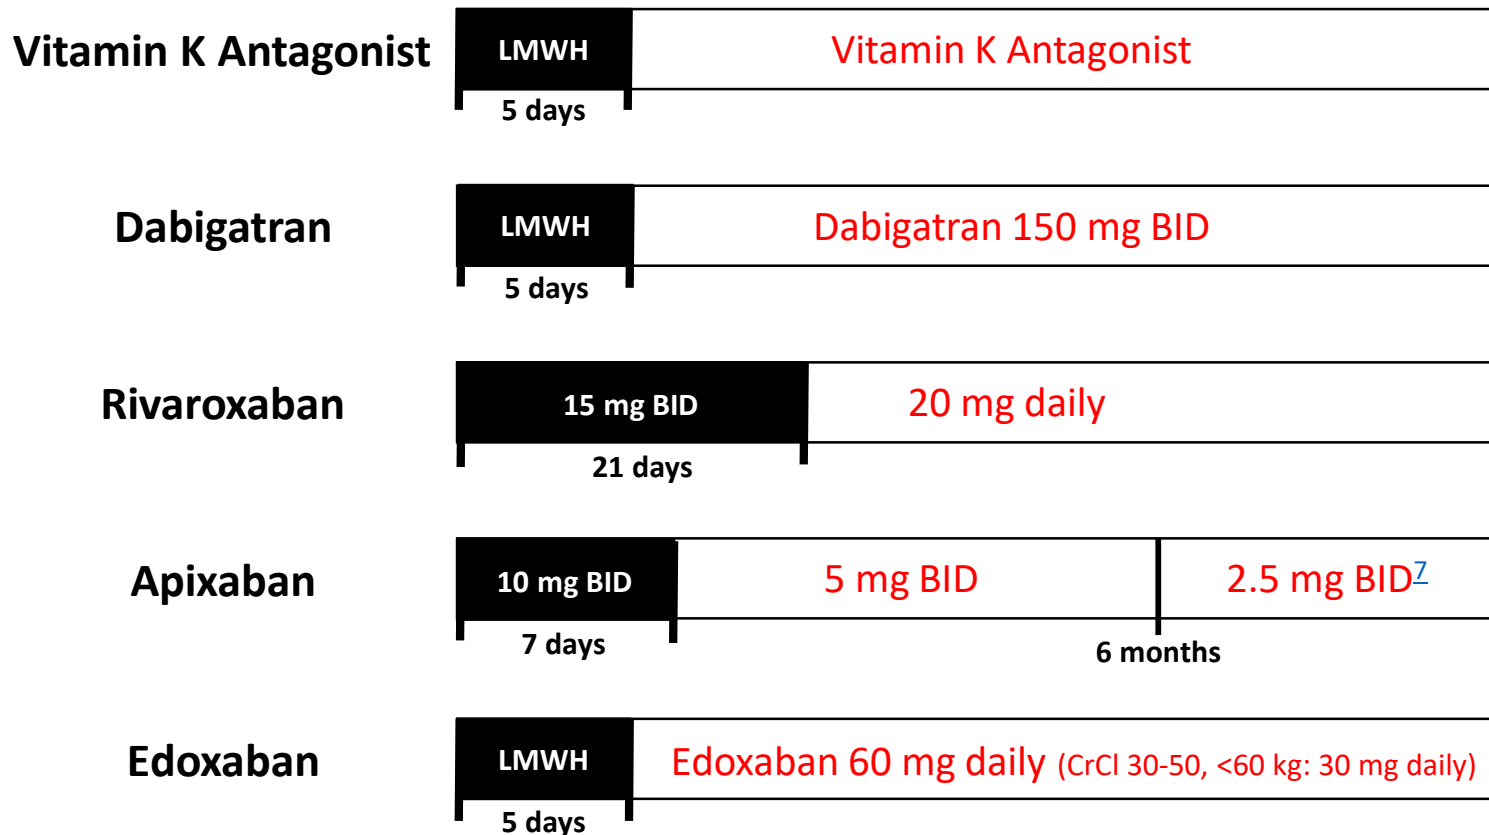 Vitamin K Antagonist LMWH Vitamin K Antagonist
5 days
Dabigatran LMWH Dabigatran 150 mg BID
5 days
Rivaroxaban 15 mg BID 20 mg daily
21 days
Apixaban 10 mg BID 5 mg BID 2.5 mg BID7
7 days 6 months
Edoxaban LMWH Edoxaban 60 mg daily (CrCl 30-50, <60 kg: 30 mg daily)
5 days